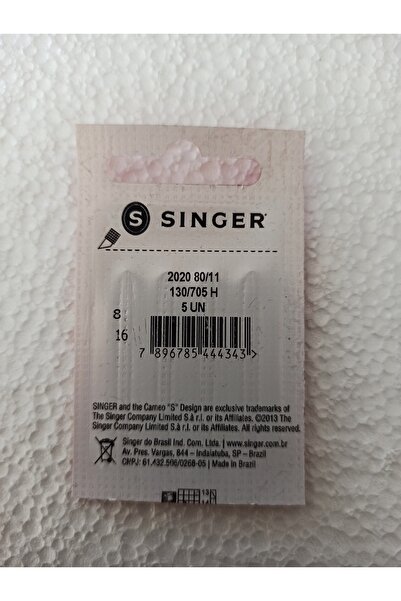 S SINGER
2020 80/11
130/705 H
5 UN
8
16
7 896785 444343 >
SINGER and the Cameo "S" Design are exclusive trademarks of
The Singer Company Limited S.à r.l. or its affiliates. ©2013 The
Singer Company Limited S.à r.l. or its Affiliates. All rights reserved.
Singer do Brasil Ind. Com. Ltda. | www.singer.com.br
Av. Pres. Vargas, 844 – Indaiatuba, SP – Brazil
CNPJ: 61.432.506/0268-05 | Made in Brazil